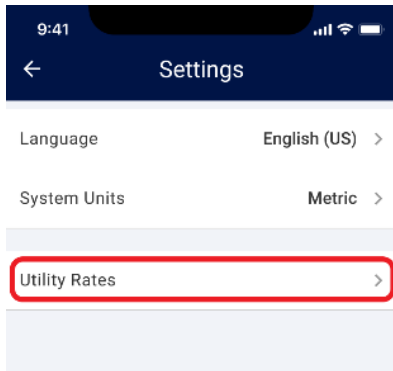 9:41
Settings
Language English (US)
System Units Metric
Utility Rates